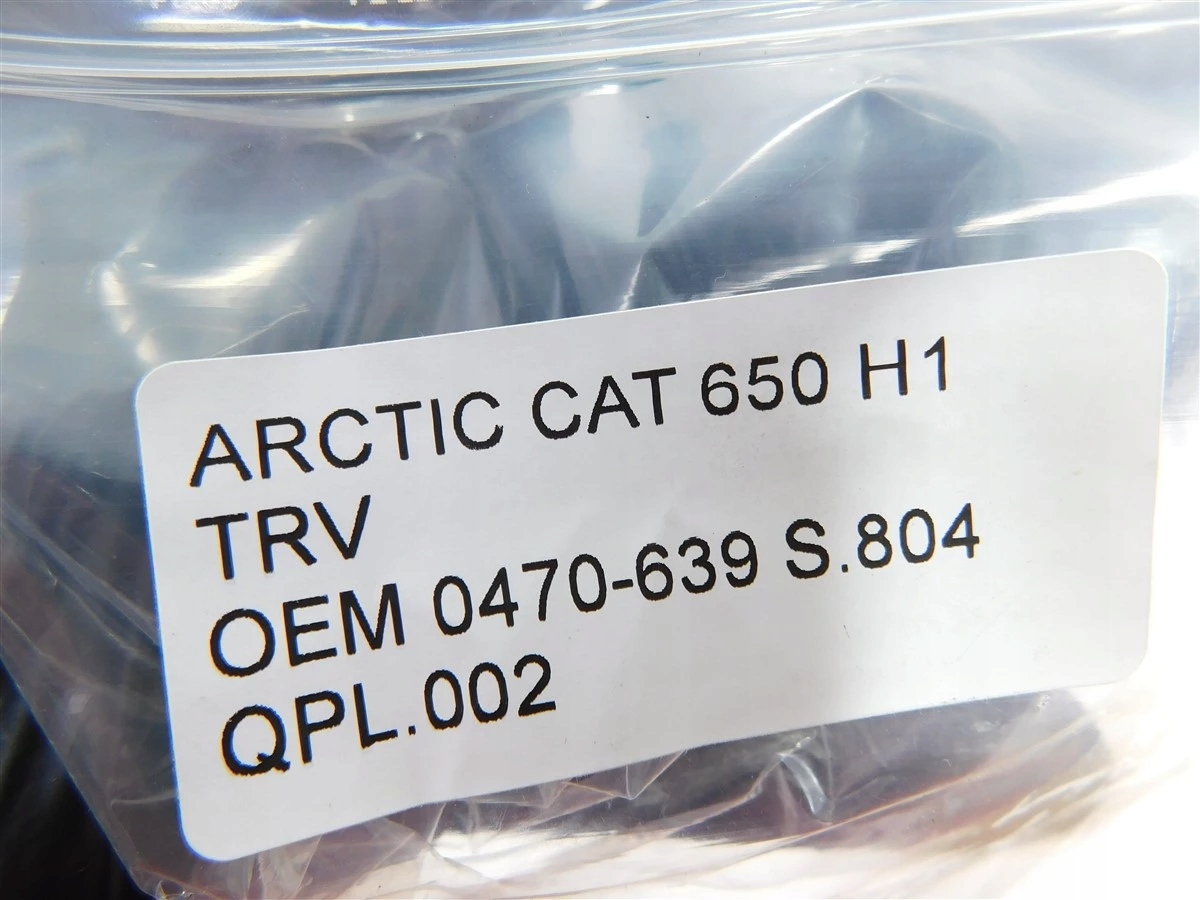 ARCTIC CAT 650 H1
TRV
OEM 0470-639 S.804
QPL.002